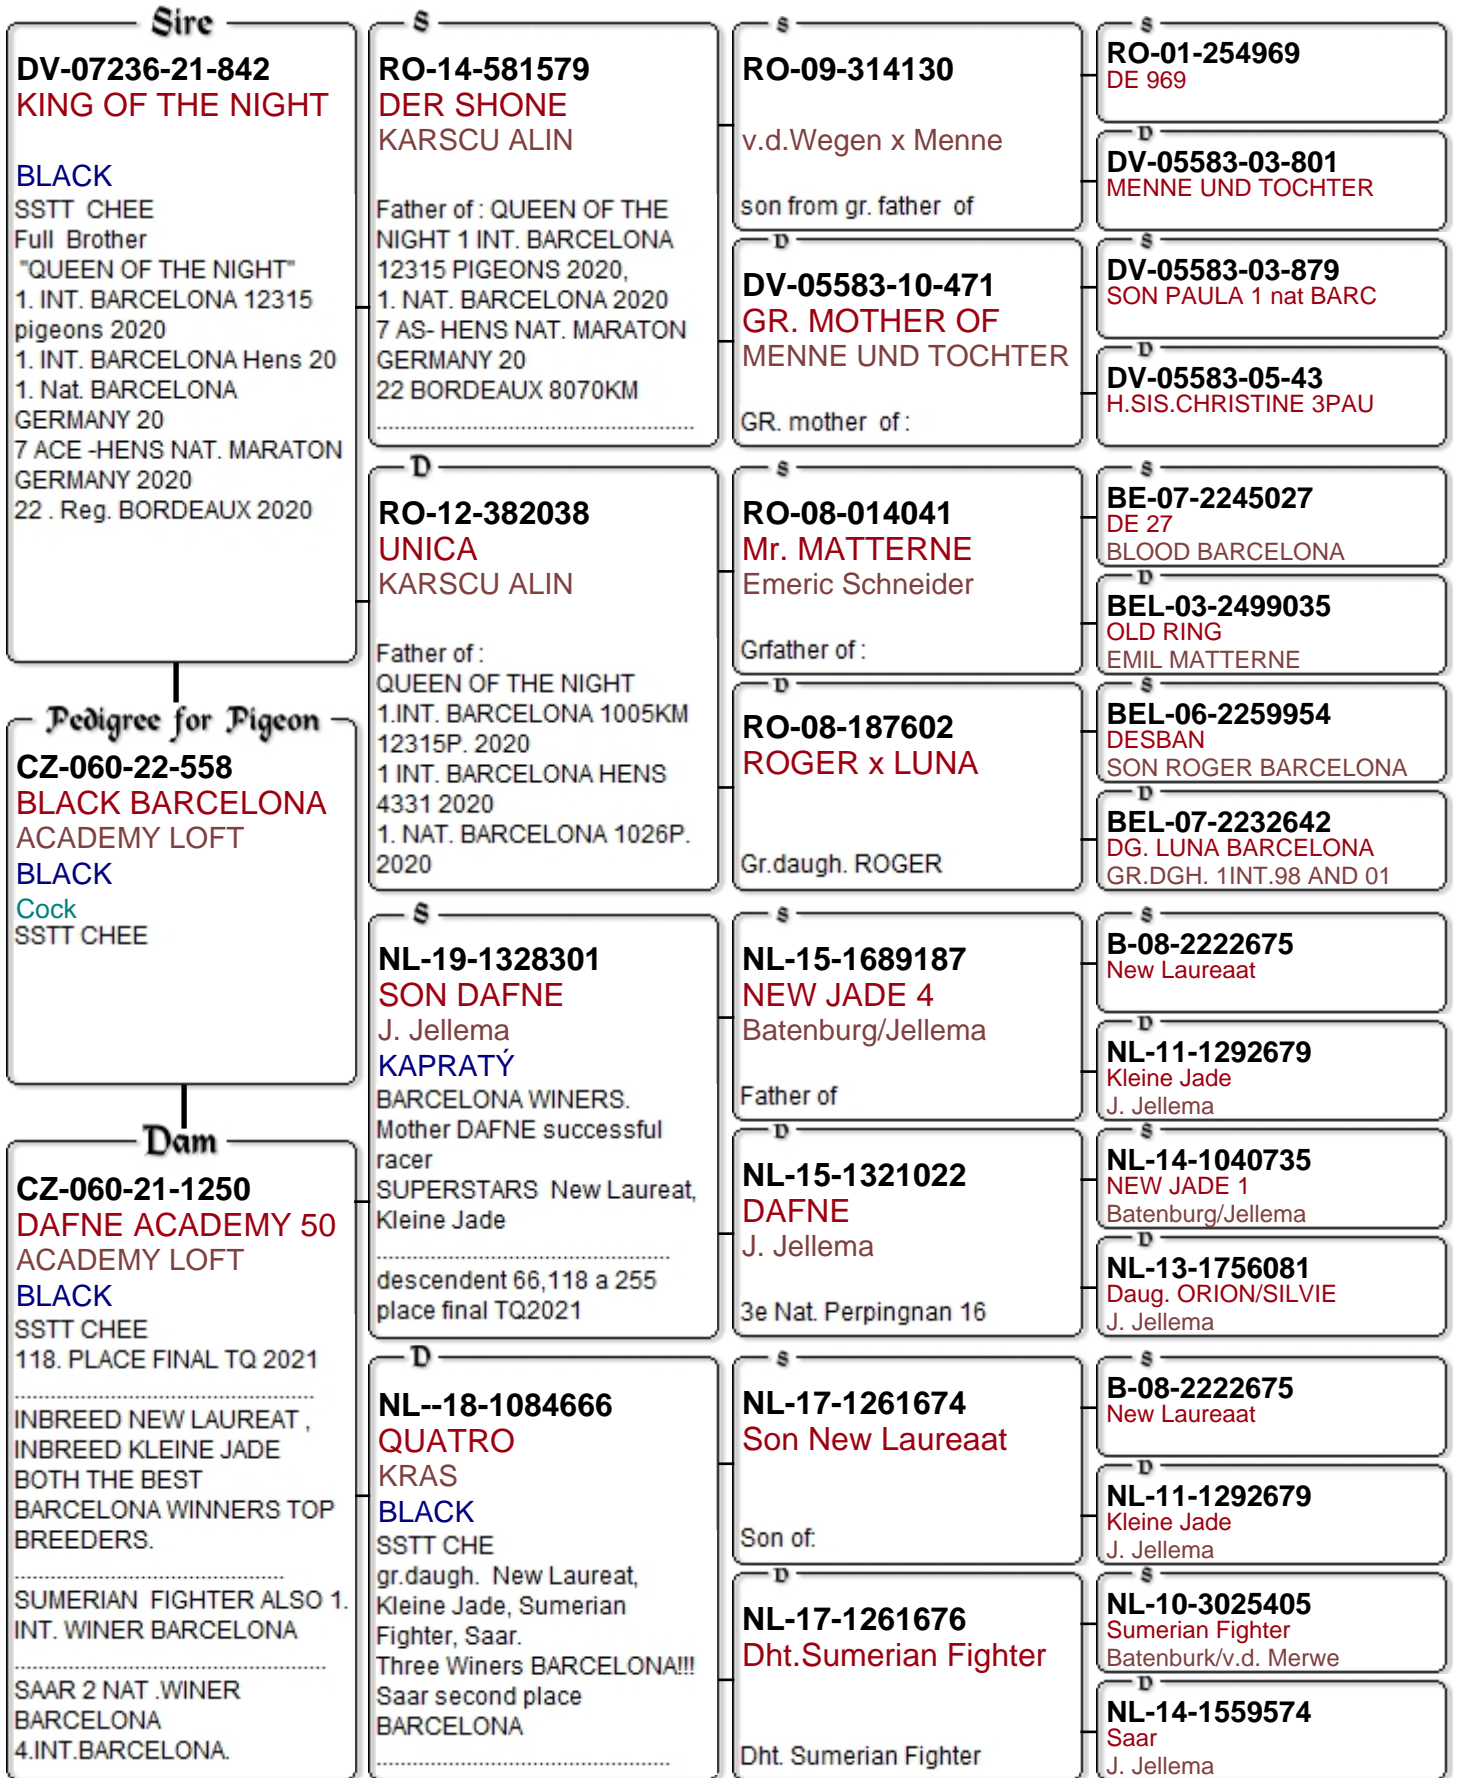 Sire
DV-07236-21-842
KING OF THE NIGHT
BLACK
SSTT CHEE
Full Brother
"QUEEN OF THE NIGHT"
1. INT. BARCELONA 12315
pigeons 2020
1. INT. BARCELONA Hens 20
1. Nat. BARCELONA
GERMANY 20
7 ACE -HENS NAT. MARATON
GERMANY 2020
22 . Reg. BORDEAUX 2020
Pedigree for Pigeon
CZ-060-22-558
BLACK BARCELONA
ACADEMY LOFT
BLACK
Cock
SSTT CHEE
Dam
CZ-060-21-1250
DAFNE ACADEMY 50
ACADEMY LOFT
BLACK
SSTT CHEE
118. PLACE FINAL TQ 2021
..................................................
INBREED NEW LAUREAT ,
INBREED KLEINE JADE
BOTH THE BEST
BARCELONA WINNERS TOP
BREEDERS.
.............................................
SUMERIAN FIGHTER ALSO 1.
INT. WINER BARCELONA
....................................................
SAAR 2 NAT .WINER
BARCELONA
4.INT.BARCELONA.
S
RO-14-581579
DER SHONE
KARSCU ALIN
Father of : QUEEN OF THE
NIGHT 1 INT. BARCELONA
12315 PIGEONS 2020,
1. NAT. BARCELONA 2020
7 AS- HENS NAT. MARATON
GERMANY 20
22 BORDEAUX 8070KM
.....................................................
D
RO-12-382038
UNICA
KARSCU ALIN
Father of :
QUEEN OF THE NIGHT
1.INT. BARCELONA 1005KM
12315P. 2020
1 INT. BARCELONA HENS
4331 2020
1. NAT. BARCELONA 1026P.
2020
S
NL-19-1328301
SON DAFNE
J. Jellema
KAPRATÝ
BARCELONA WINERS.
Mother DAFNE successful
racer
SUPERSTARS New Laureat,
Kleine Jade
.................................................
descendent 66,118 a 255
place final TQ2021
D
NL--18-1084666
QUATRO
KRAS
BLACK
SSTT CHE
gr.daugh. New Laureat,
Kleine Jade, Sumerian
Fighter, Saar.
Three Winers BARCELONA!!!
Saar second place
BARCELONA
.................................................
S
RO-09-314130
v.d.Wegen x Menne
son from gr. father of
D
DV-05583-10-471
GR. MOTHER OF
MENNE UND TOCHTER
GR. mother of :
S
RO-08-014041
Mr. MATTERNE
Emeric Schneider
Grfather of :
D
RO-08-187602
ROGER x LUNA
Gr.daugh. ROGER
S
NL-15-1689187
NEW JADE 4
Batenburg/Jellema
Father of
D
NL-15-1321022
DAFNE
J. Jellema
3e Nat. Perpingnan 16
S
NL-17-1261674
Son New Laureaat
Son of:
D
NL-17-1261676
Dht.Sumerian Fighter
Dht. Sumerian Fighter
S
RO-01-254969
DE 969
D
DV-05583-03-801
MENNE UND TOCHTER
S
DV-05583-03-879
SON PAULA 1 nat BARC
D
DV-05583-05-43
H.SIS.CHRISTINE 3PAU
S
BE-07-2245027
DE 27
BLOOD BARCELONA
D
BEL-03-2499035
OLD RING
EMIL MATTERNE
S
BEL-06-2259954
DESBAN
SON ROGER BARCELONA
D
BEL-07-2232642
DG. LUNA BARCELONA
GR.DGH. 1INT.98 AND 01
S
B-08-2222675
New Laureaat
D
NL-11-1292679
Kleine Jade
J. Jellema
S
NL-14-1040735
NEW JADE 1
Batenburg/Jellema
D
NL-13-1756081
Daug. ORION/SILVIE
J. Jellema
S
B-08-2222675
New Laureaat
D
NL-11-1292679
Kleine Jade
J. Jellema
S
NL-10-3025405
Sumerian Fighter
Batenburk/v.d. Merwe
D
NL-14-1559574
Saar
J. Jellema